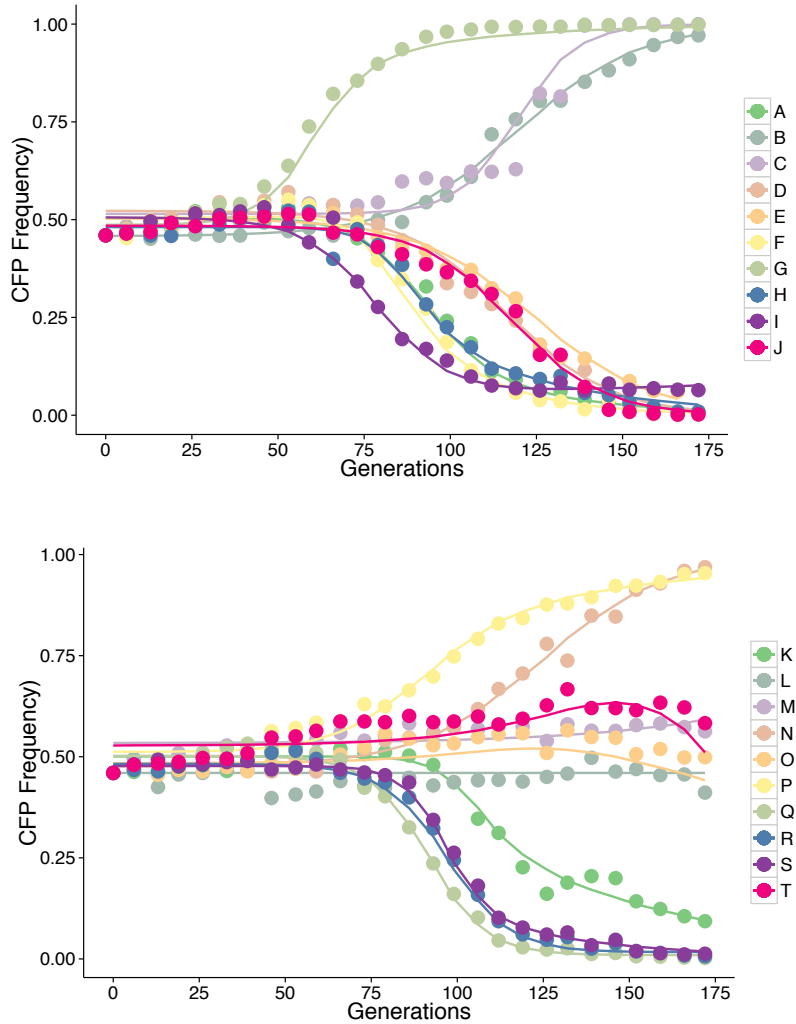 CFP Frequency)
1.00
0.75
0.50
0.25
0.00
0
25
50
75
100
125
150
175
Generations
A
B
C
D
E
F
G
H
I
J
CFP Frequency)
1.00
0.75
0.50
0.25
0.00
0
25
50
75
100
125
150
175
Generations
K
L
M
N
O
P
Q
R
S
T